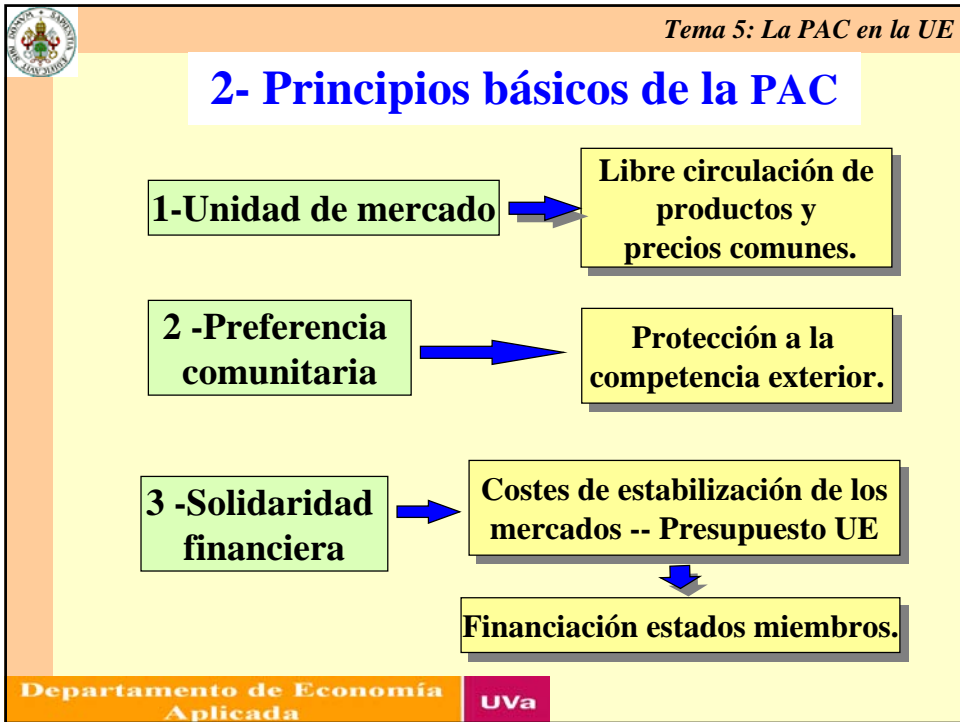 Tema 5: La PAC en la UE
2- Principios básicos de la PAC
1-Unidad de mercado
Libre circulación de
productos y
precios comunes.
2 -Preferencia
comunitaria
Protección a la
competencia exterior.
3 -Solidaridad
financiera
Costes de estabilización de los
mercados -- Presupuesto UE
Financiación estados miembros.
Departamento de Economía
Aplicada
UVa